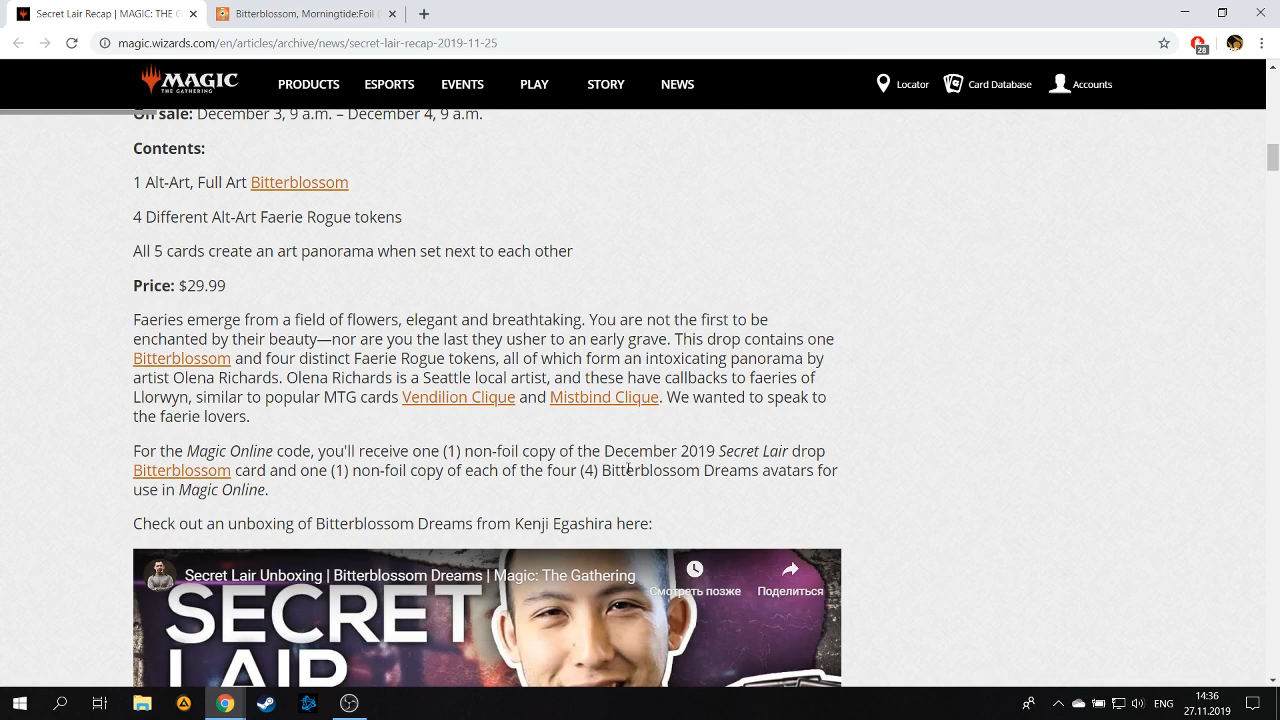 Secret Lair Recap | MAGIC: THE G
Bitterblossom, Morningtide:Foil
magic.wizards.com/en/articles/archive/news/secret-lair-recap-2019-11-25
28
MAGIC
THE GATHERING
PRODUCTS
ESPORTS
EVENTS
PLAY
STORY
NEWS
Locator
Card Database
Accounts
On sale: December 3, 9 a.m. – December 4, 9 a.m.
Contents:
1 Alt-Art, Full Art Bitterblossom
4 Different Alt-Art Faerie Rogue tokens
All 5 cards create an art panorama when set next to each other
Price: $29.99
Faeries emerge from a field of flowers, elegant and breathtaking. You are not the first to be
enchanted by their beauty—nor are you the last they usher to an early grave. This drop contains one
Bitterblossom and four distinct Faerie Rogue tokens, all of which form an intoxicating panorama by
artist Olena Richards. Olena Richards is a Seattle local artist, and these have callbacks to faeries of
Llorwyn, similar to popular MTG cards Vendilion Clique and Mistbind Clique. We wanted to speak to
the faerie lovers.
For the Magic Online code, you'll receive one (1) non-foil copy of the December 2019 Secret Lair drop
Bitterblossom card and one (1) non-foil copy of each of the four (4) Bitterblossom Dreams avatars for
use in Magic Online.
Check out an unboxing of Bitterblossom Dreams from Kenji Egashira here:
Secret Lair Unboxing | Bitterblossom Dreams | Magic: The Gathering
Смотреть позже
Поделиться
SECRET
LAIR
ENG
14:36
27.11.2019